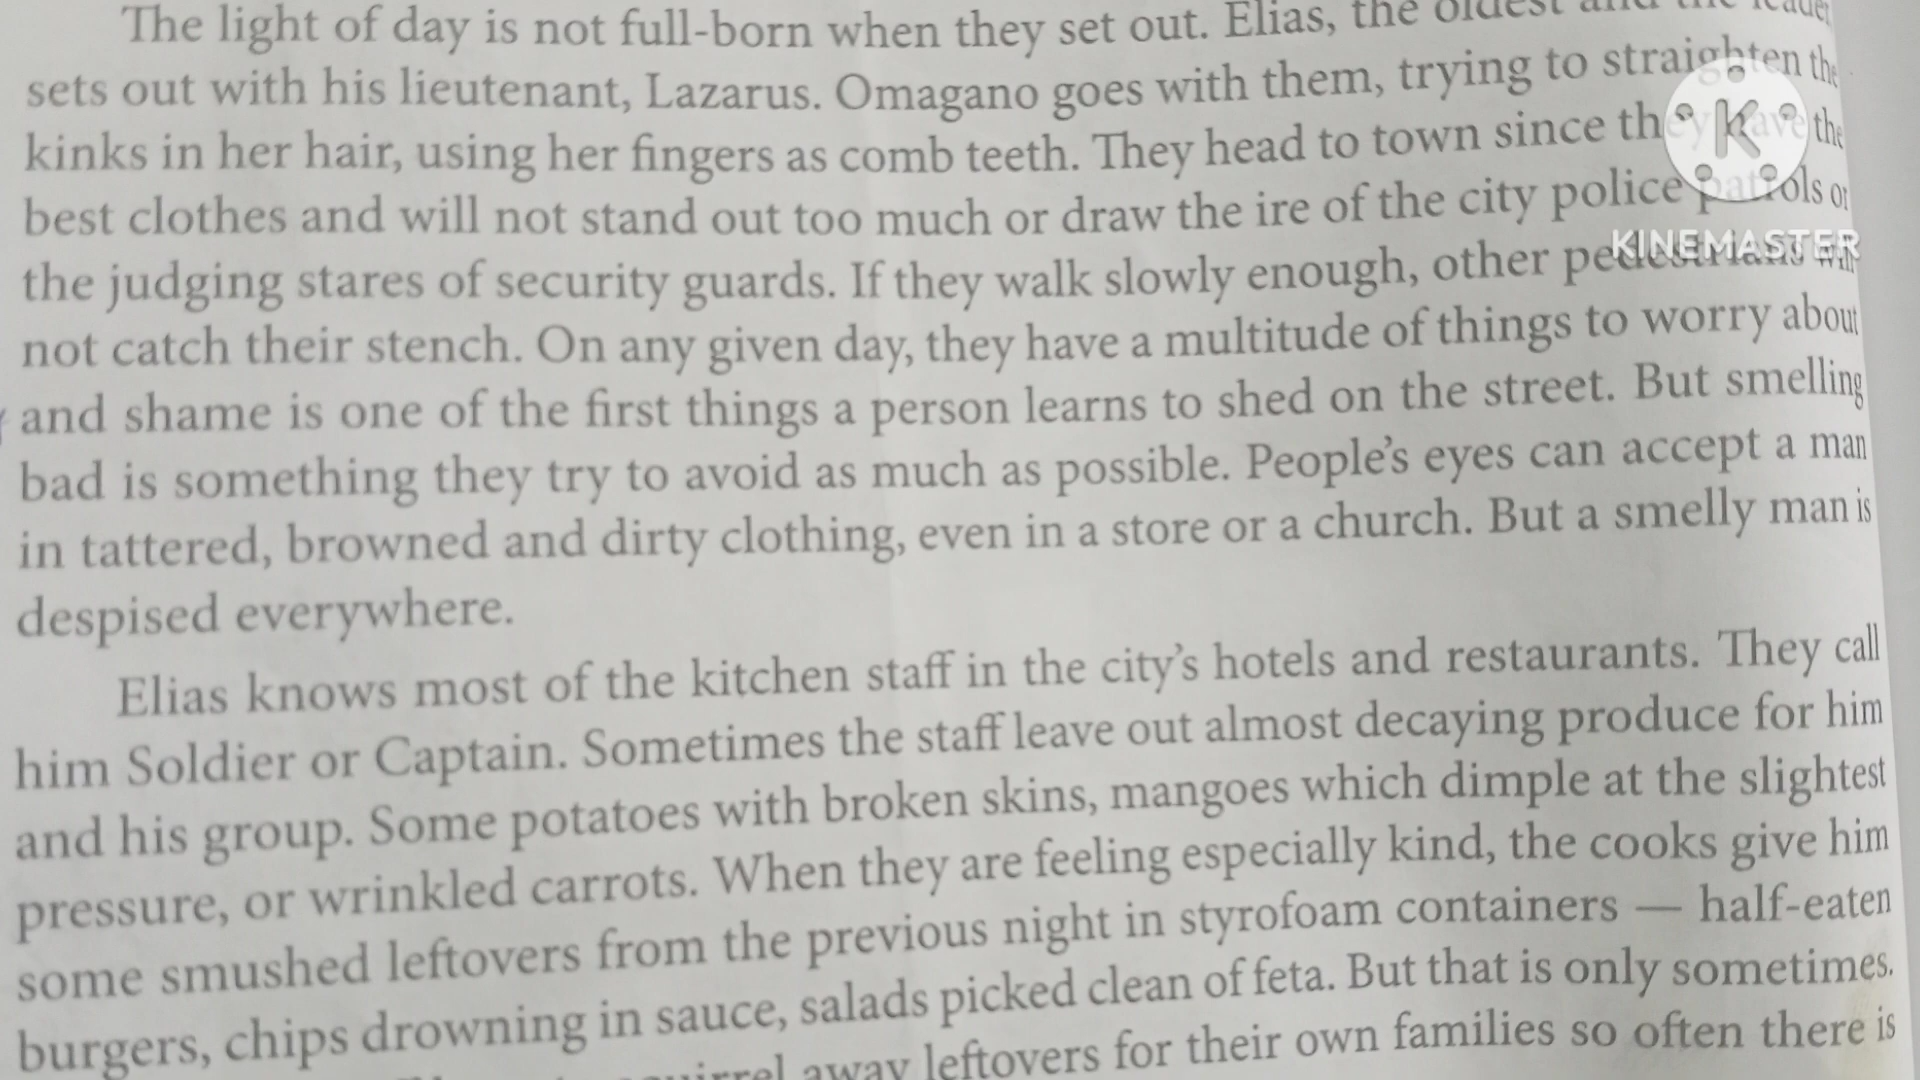 The light of day is not full-born when they set out. Elias, the oldest and the leader
sets out with his lieutenant, Lazarus. Omagano goes with them, trying to straighten the
kinks in her hair, using her fingers as comb teeth. They head to town since they have the
best clothes and will not stand out too much or draw the ire of the city police patrols or
the judging stares of security guards. If they walk slowly enough, other pedestrians will
KINEMASTER
not catch their stench. On any given day, they have a multitude of things to worry about
and shame is one of the first things a person learns to shed on the street. But smelling
bad is something they try to avoid as much as possible. People's eyes can accept a man
in tattered, browned and dirty clothing, even in a store or a church. But a smelly man is
despised everywhere.
Elias knows most of the kitchen staff in the city's hotels and restaurants. They call
him Soldier or Captain. Sometimes the staff leave out almost decaying produce for him
and his group. Some potatoes with broken skins, mangoes which dimple at the slightest
pressure, or wrinkled carrots. When they are feeling especially kind, the cooks give him
some smushed leftovers from the previous night in styrofoam containers — half-eaten
burgers, chips drowning in sauce, salads picked clean of feta. But that is only sometimes.
squirrel away leftovers for their own families so often there is